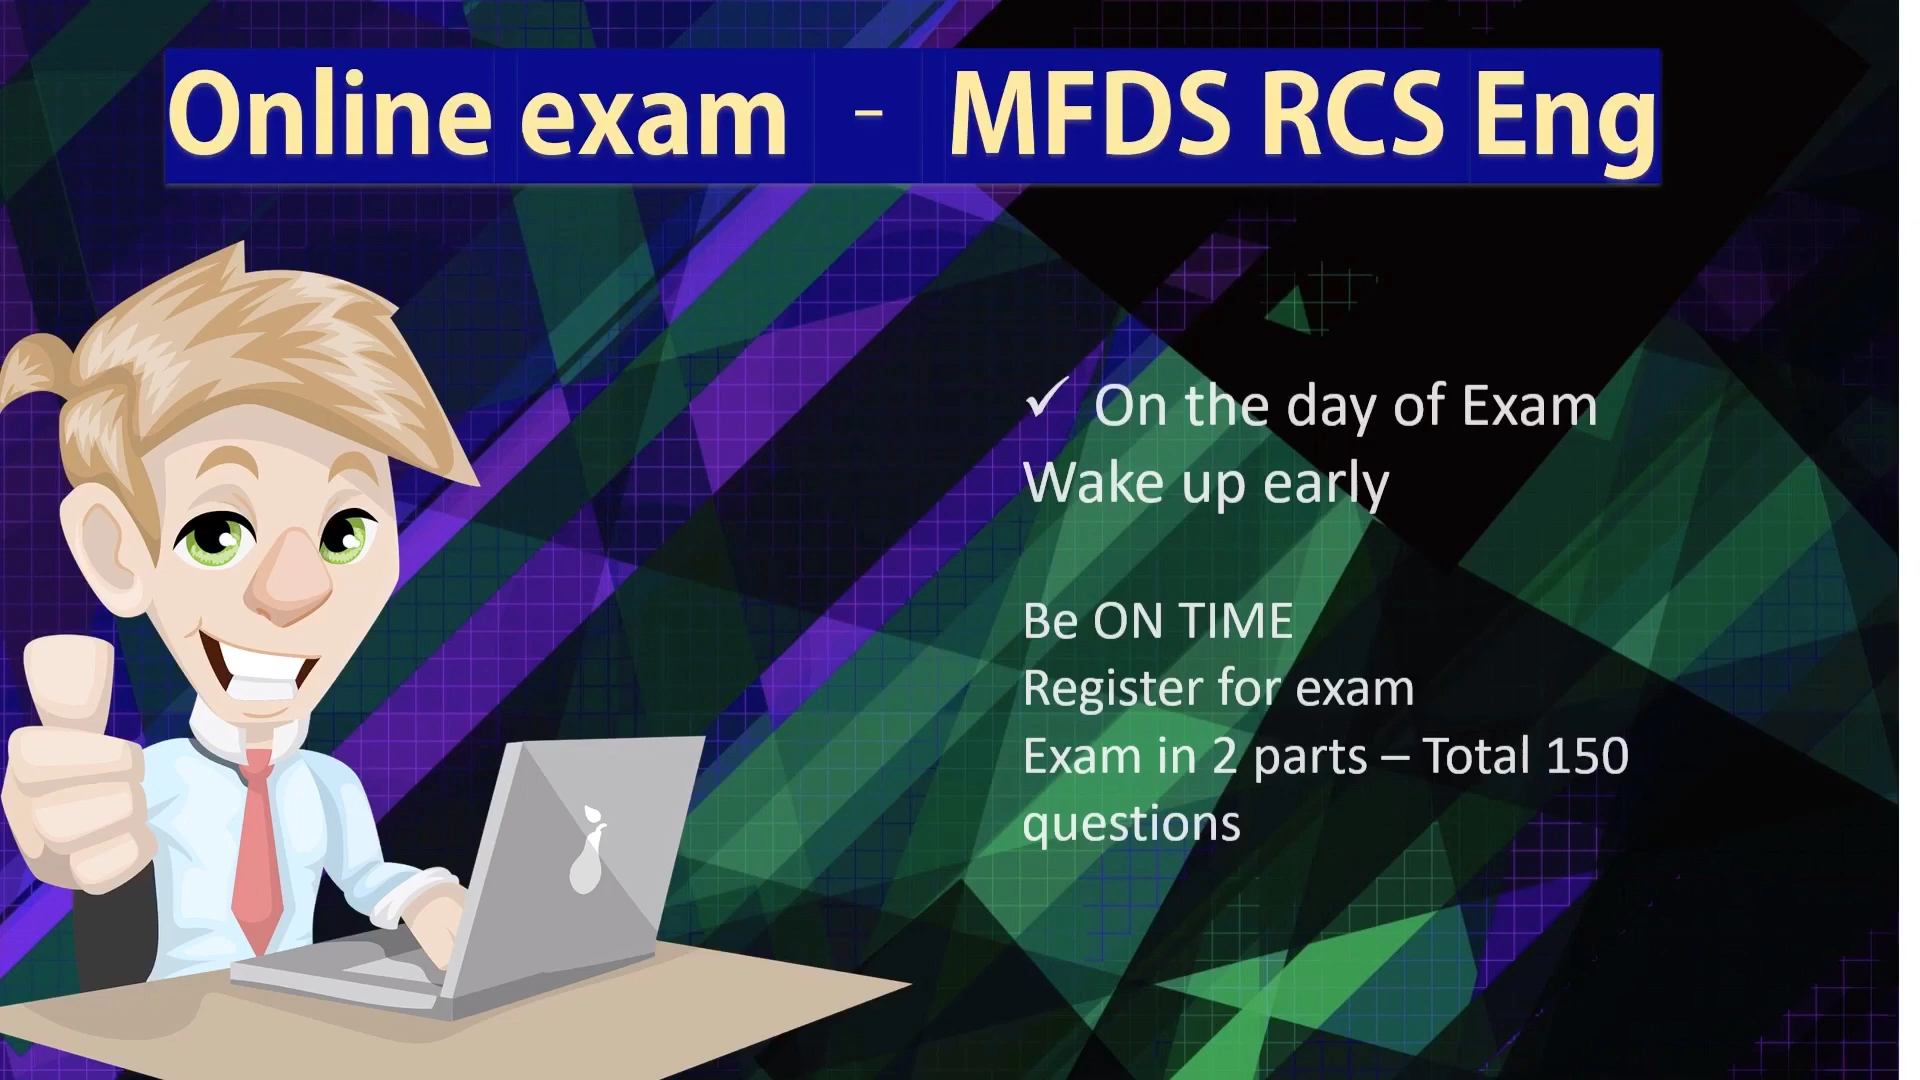 Online exam - MFDS RCS Eng
✓ On the day of Exam
Wake up early
Be ON TIME
Register for exam
Exam in 2 parts – Total 150
questions